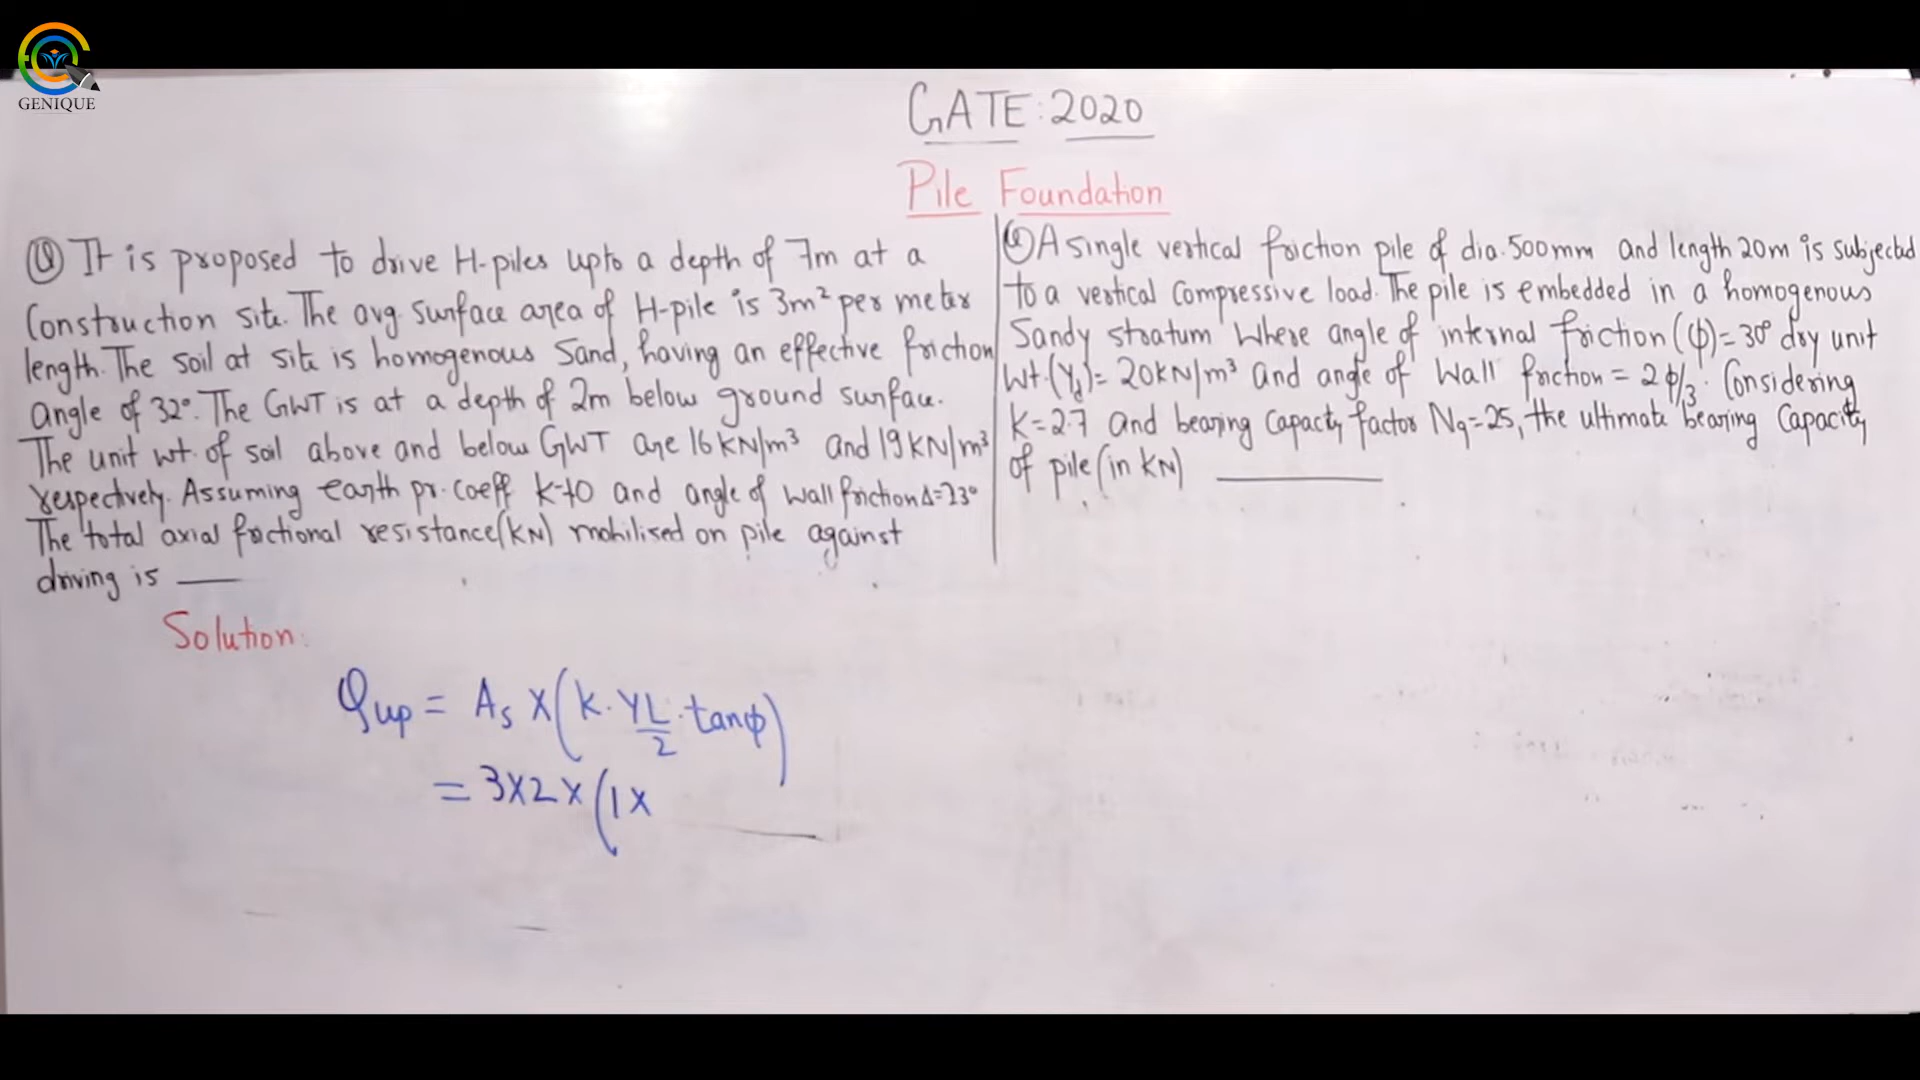 GENIQUE
GATE: 2020
Pile Foundation
Q It is proposed to drive H-piles upto a depth of 7m at a
Construction site. The avg. surface area of H-pile is 3m² per meter
length. The soil at site is homogenous Sand, having an effective friction
angle of 32°. The GWT is at a depth of 2m below ground surface.
The unit wt. of soil above and below GWT are 16 KN/m³ and 19 KN/m³
respectively. Assuming earth pr. coeff K=1.0 and angle of wall friction Δ=23°
The total axial frictional resistance (KN) mobilised on pile against
driving is ____
Solution:
Qup = As X (K. γL/2 . tanφ)
= 3X2X (1X
Q A single vertical friction pile of dia. 500mm and length 20m is subjected
to a vertical Compressive load. The pile is embedded in a homogenous
Sandy stratum Where angle of internal friction (φ) = 30° dry unit
Wt. (γd) = 20KN/m³ and angle of Wall friction = 2φ/3. Considering
K=2.7 and bearing Capacity factor Nq=25, the ultimate bearing Capacity
of pile (in KN) ____